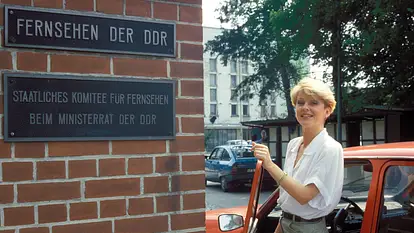 FERNSEHEN DER DDR
STAATLICHES KOMITEE FÜR FERNSEHEN
BEIM MINISTERRAT DER DDR